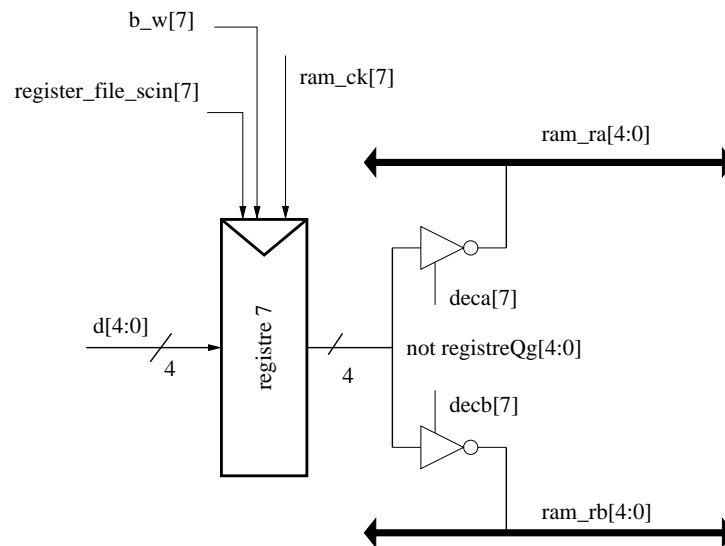 b_w[7]
ram_ck[7]
register_file_scin[7]
ram_ra[4:0]
deca[7]
d[4:0]
4
registre 7
4
not registreQg[4:0]
decb[7]
ram_rb[4:0]